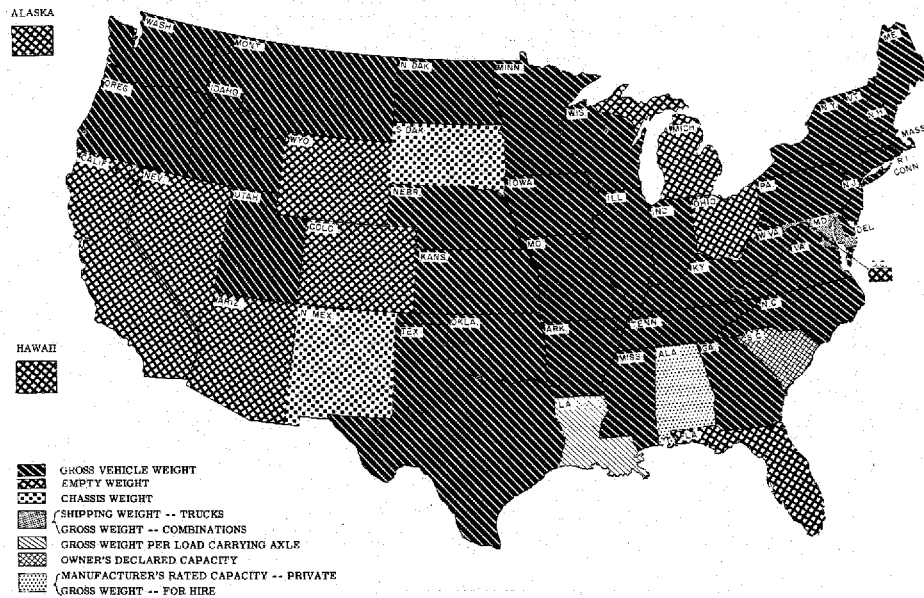 ALASKA
WASH.
MONT.
N. DAK.
MINN.
ME.
OREG.
IDAHO
WIS.
MICH.
N.Y.
VT.
N.H.
MASS.
R.I.
CONN.
WYO.
S. DAK.
CALIF.
NEV.
UTAH
NEBR.
IOWA
ILL.
IND.
OHIO
PA.
N.J.
COLO.
KANS.
MO.
KY.
W.VA.
VA.
MD.
DEL.
ARIZ.
N. MEX.
TEX.
OKLA.
ARK.
TENN.
N.C.
MISS.
ALA.
GA.
LA.
HAWAII
GROSS VEHICLE WEIGHT
EMPTY WEIGHT
CHASSIS WEIGHT
SHIPPING WEIGHT -- TRUCKS
GROSS WEIGHT -- COMBINATIONS
GROSS WEIGHT PER LOAD CARRYING AXLE
OWNER'S DECLARED CAPACITY
MANUFACTURER'S RATED CAPACITY -- PRIVATE
GROSS WEIGHT -- FOR HIRE